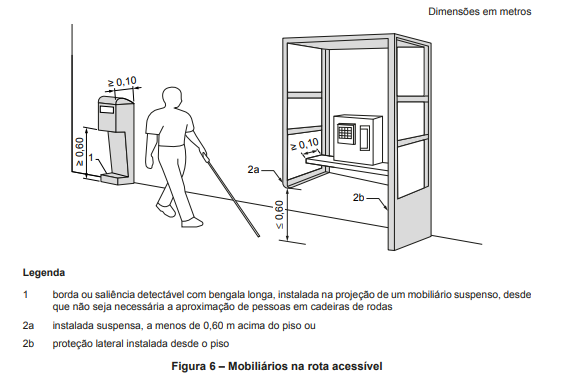 Dimensões em metros
≥ 0,10
≥ 0,60
1
≥ 0,10
2a
2b
≤ 0,60
Legenda
1 borda ou saliência detectável com bengala longa, instalada na projeção de um mobiliário suspenso, desde
que não seja necessária a aproximação de pessoas em cadeiras de rodas
2a instalada suspensa, a menos de 0,60 m acima do piso ou
2b proteção lateral instalada desde o piso
Figura 6 – Mobiliários na rota acessível